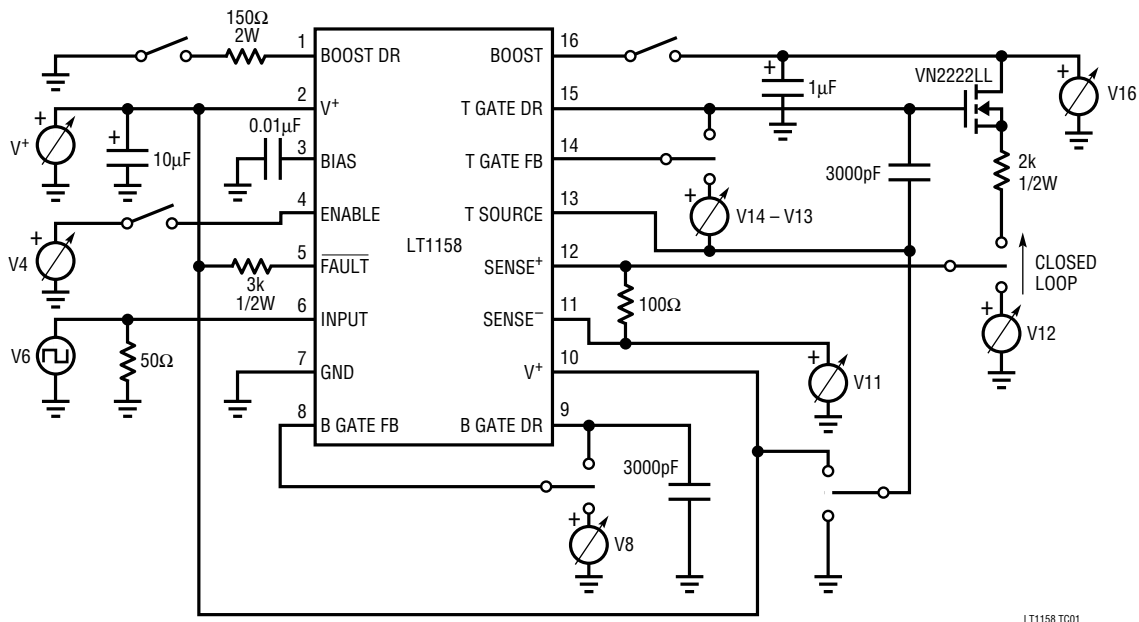 150Ω
2W
1
BOOST DR
BOOST
16
VN2222LL
+
V16
+
1µF
2
V+
T GATE DR
15
+
V+
+
10µF
0.01µF
3
BIAS
T GATE FB
14
3000pF
2k
1/2W
+
V14 – V13
4
ENABLE
T SOURCE
13
+
V4
LT1158
5
FAULT
SENSE+
12
CLOSED
LOOP
3k
1/2W
100Ω
+
V12
6
INPUT
SENSE–
11
V6
50Ω
+
V11
7
GND
V+
10
8
B GATE FB
B GATE DR
9
3000pF
+
V8
LT1158 TC01